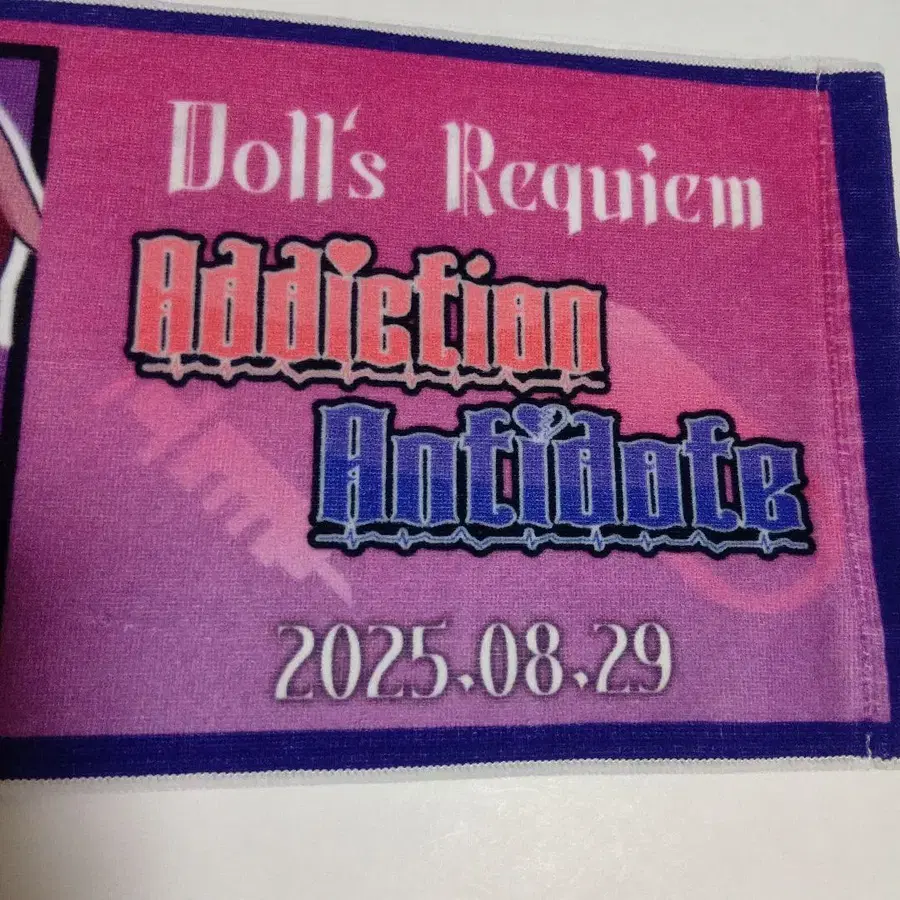 Doll's Requiem
Addiction
Antidote
2025.08.29